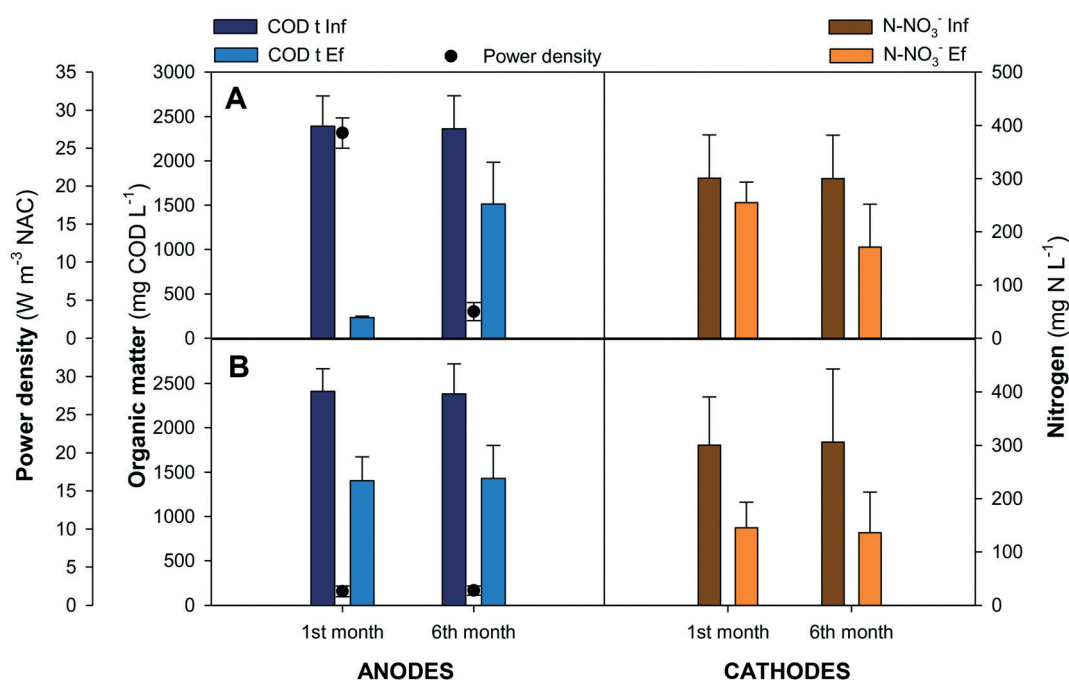 COD t Inf
COD t Ef
Power density
N-NO₃⁻ Inf
N-NO₃⁻ Ef
35
30
25
20
15
10
5
0
30
25
20
15
10
5
0
Power density (W m⁻³ NAC)
3000
2500
2000
1500
1000
500
0
2500
2000
1500
1000
500
0
Organic matter (mg COD L⁻¹)
A
B
500
400
300
200
100
0
400
300
200
100
0
Nitrogen (mg N L⁻¹)
1st month
6th month
1st month
6th month
ANODES
CATHODES